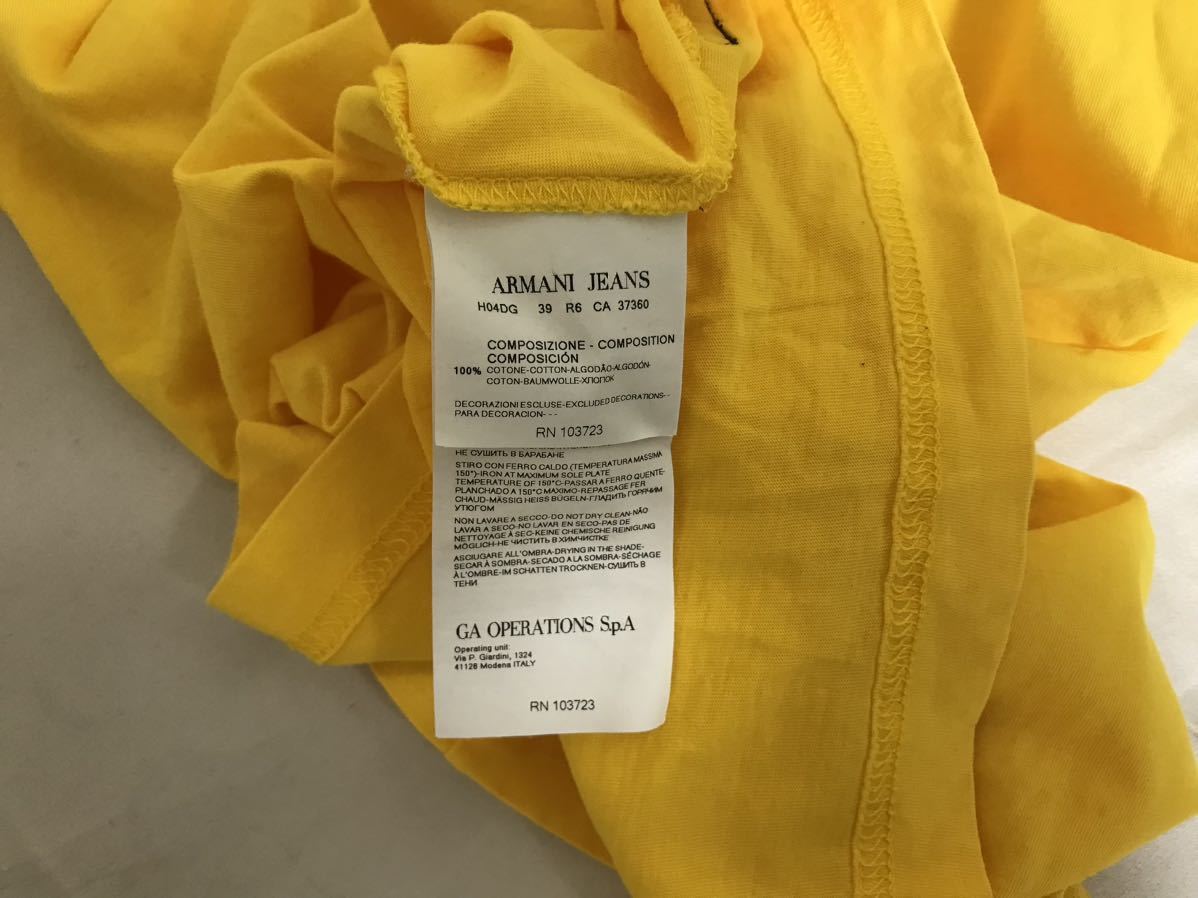 ARMANI JEANS
H04DG 39 R6 CA 37360
COMPOSIZIONE - COMPOSITION
COMPOSICIÓN
100% COTONE-COTTON-ALGODÃO-ALGODÓN-
COTON-BAUMWOLLE-ХЛОПОК
DECORAZIONI ESCLUSE-EXCLUDED DECORATIONS--
PARA DECORACION---
RN 103723
НЕ СУШИТЬ В БАРАБАНЕ
STIRO CON FERRO CALDO (TEMPERATURA MASSIMA
150°)-IRON AT MAXIMUM SOLE PLATE
TEMPERATURE OF 150°C-PASSAR A FERRO QUENTE-
PLANCHADO A 150°C MAXIMO-REPASSAGE FER
CHAUD-MÄSSIG HEISS BÜGELN-ГЛАДИТЬ ГОРЯЧИМ
УТЮГОМ
NON LAVARE A SECCO-DO NOT DRY CLEAN-NÃO
LAVAR A SECO-NO LAVAR EN SECO-PAS DE
NETTOYAGE À SEC-KEINE CHEMISCHE REINIGUNG
MÖGLICH-НЕ ЧИСТИТЬ В ХИМЧИСТКЕ
ASCIUGARE ALL'OMBRA-DRYING IN THE SHADE-
SECAR À SOMBRA-SECADO A LA SOMBRA-SÉCHAGE
À L'OMBRE-IM SCHATTEN TROCKNEN-СУШИТЬ В
ТЕНИ
GA OPERATIONS S.p.A
Operating unit:
Via P. Giardini, 1324
41126 Modena ITALY
RN 103723